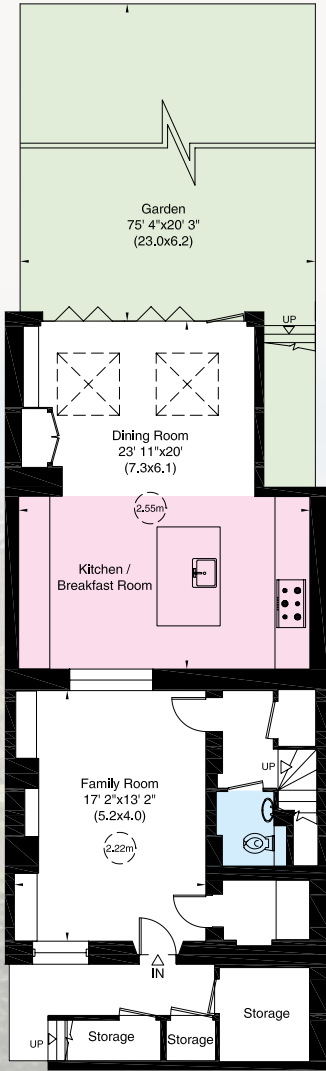 Garden
75' 4"x20' 3"
(23.0x6.2)
UP
Dining Room
23' 11"x20'
(7.3x6.1)
2.55m
Kitchen /
Breakfast Room
UP
Family Room
17' 2"x13' 2"
(5.2x4.0)
2.22m
IN
Storage
UP
Storage
Storage